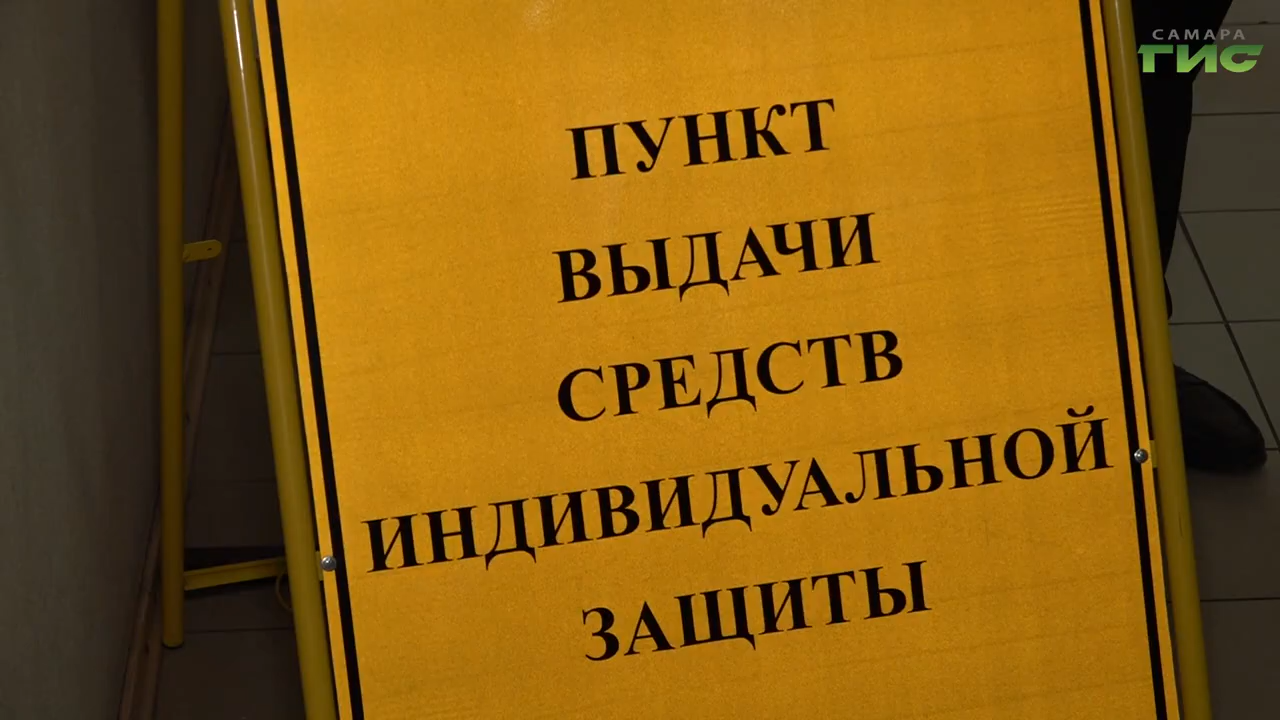 САМАРА
ГИС
ПУНКТ
ВЫДАЧИ
СРЕДСТВ
ИНДИВИДУАЛЬНОЙ
ЗАЩИТЫ